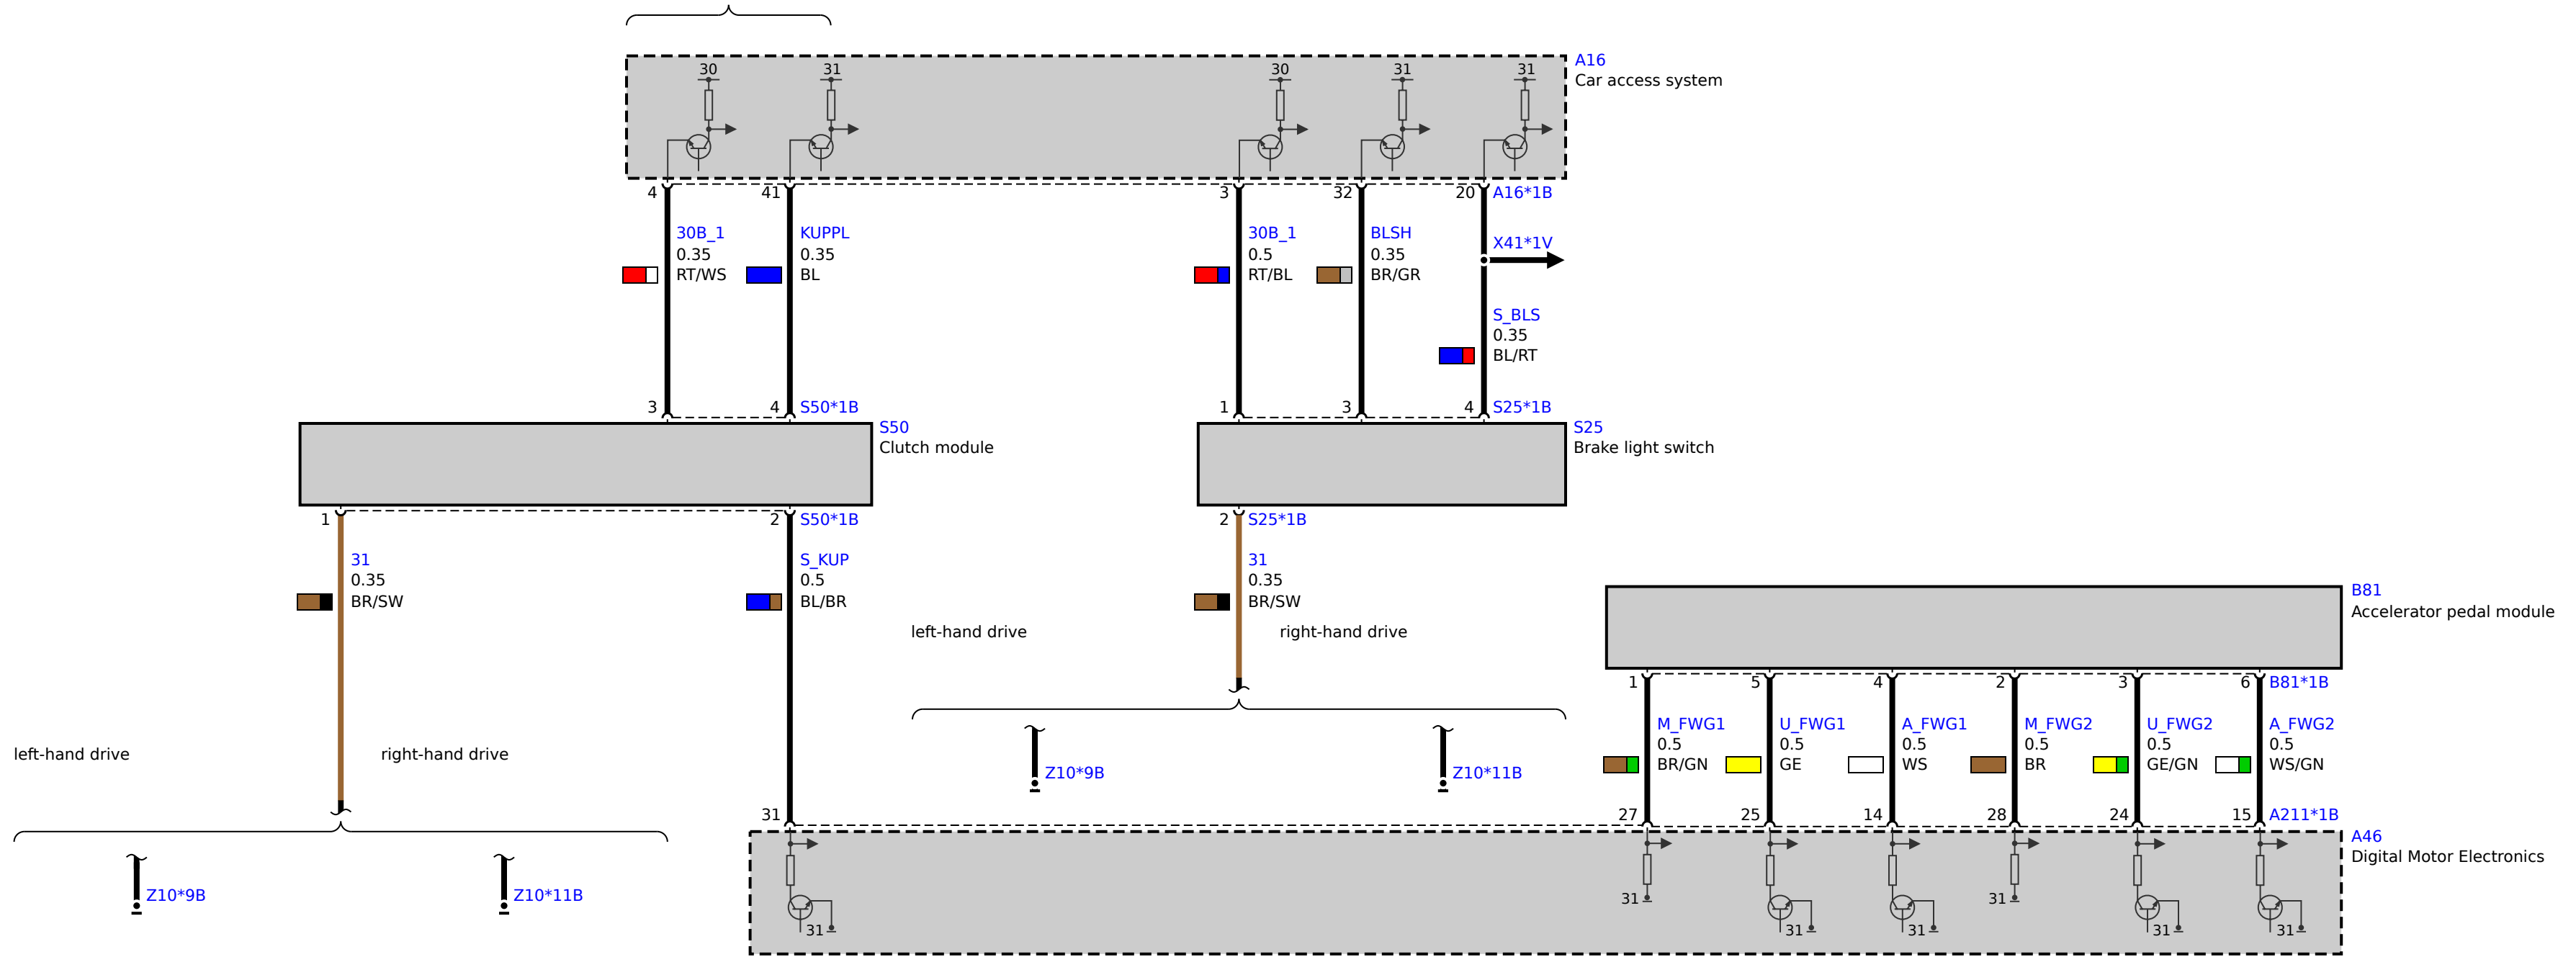 30
31
30
31
31
A16
Car access system
4
41
3
32
20
A16*1B
30B_1
0.35
RT/WS
KUPPL
0.35
BL
30B_1
0.5
RT/BL
BLSH
0.35
BR/GR
X41*1V
S_BLS
0.35
BL/RT
3
4
S50*1B
1
3
4
S25*1B
S50
Clutch module
S25
Brake light switch
1
2
S50*1B
2
S25*1B
31
0.35
BR/SW
S_KUP
0.5
BL/BR
31
0.35
BR/SW
left-hand drive
right-hand drive
B81
Accelerator pedal module
1
5
4
2
3
6
B81*1B
M_FWG1
0.5
BR/GN
U_FWG1
0.5
GE
A_FWG1
0.5
WS
M_FWG2
0.5
BR
U_FWG2
0.5
GE/GN
A_FWG2
0.5
WS/GN
left-hand drive
right-hand drive
Z10*9B
Z10*11B
31
27
25
14
28
24
15
A211*1B
A46
Digital Motor Electronics
Z10*9B
Z10*11B
31
31
31
31
31
31
31